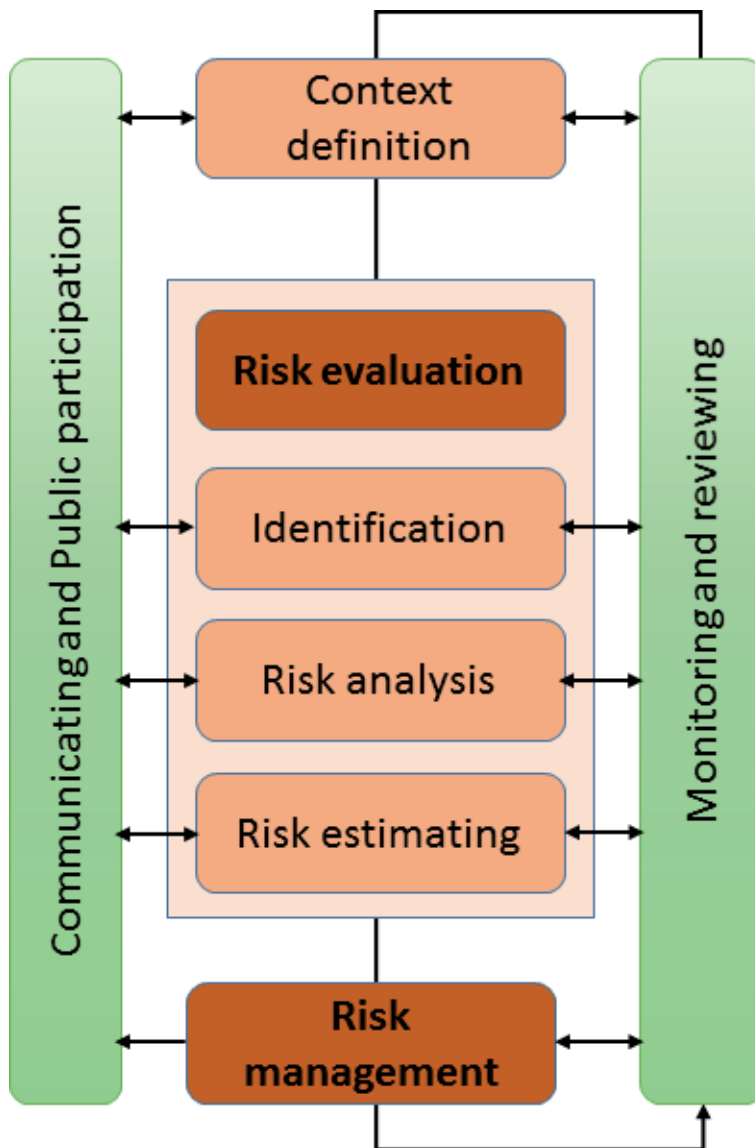 Context
definition
Communicating and Public participation
Monitoring and reviewing
Risk evaluation
Identification
Risk analysis
Risk estimating
Risk
management